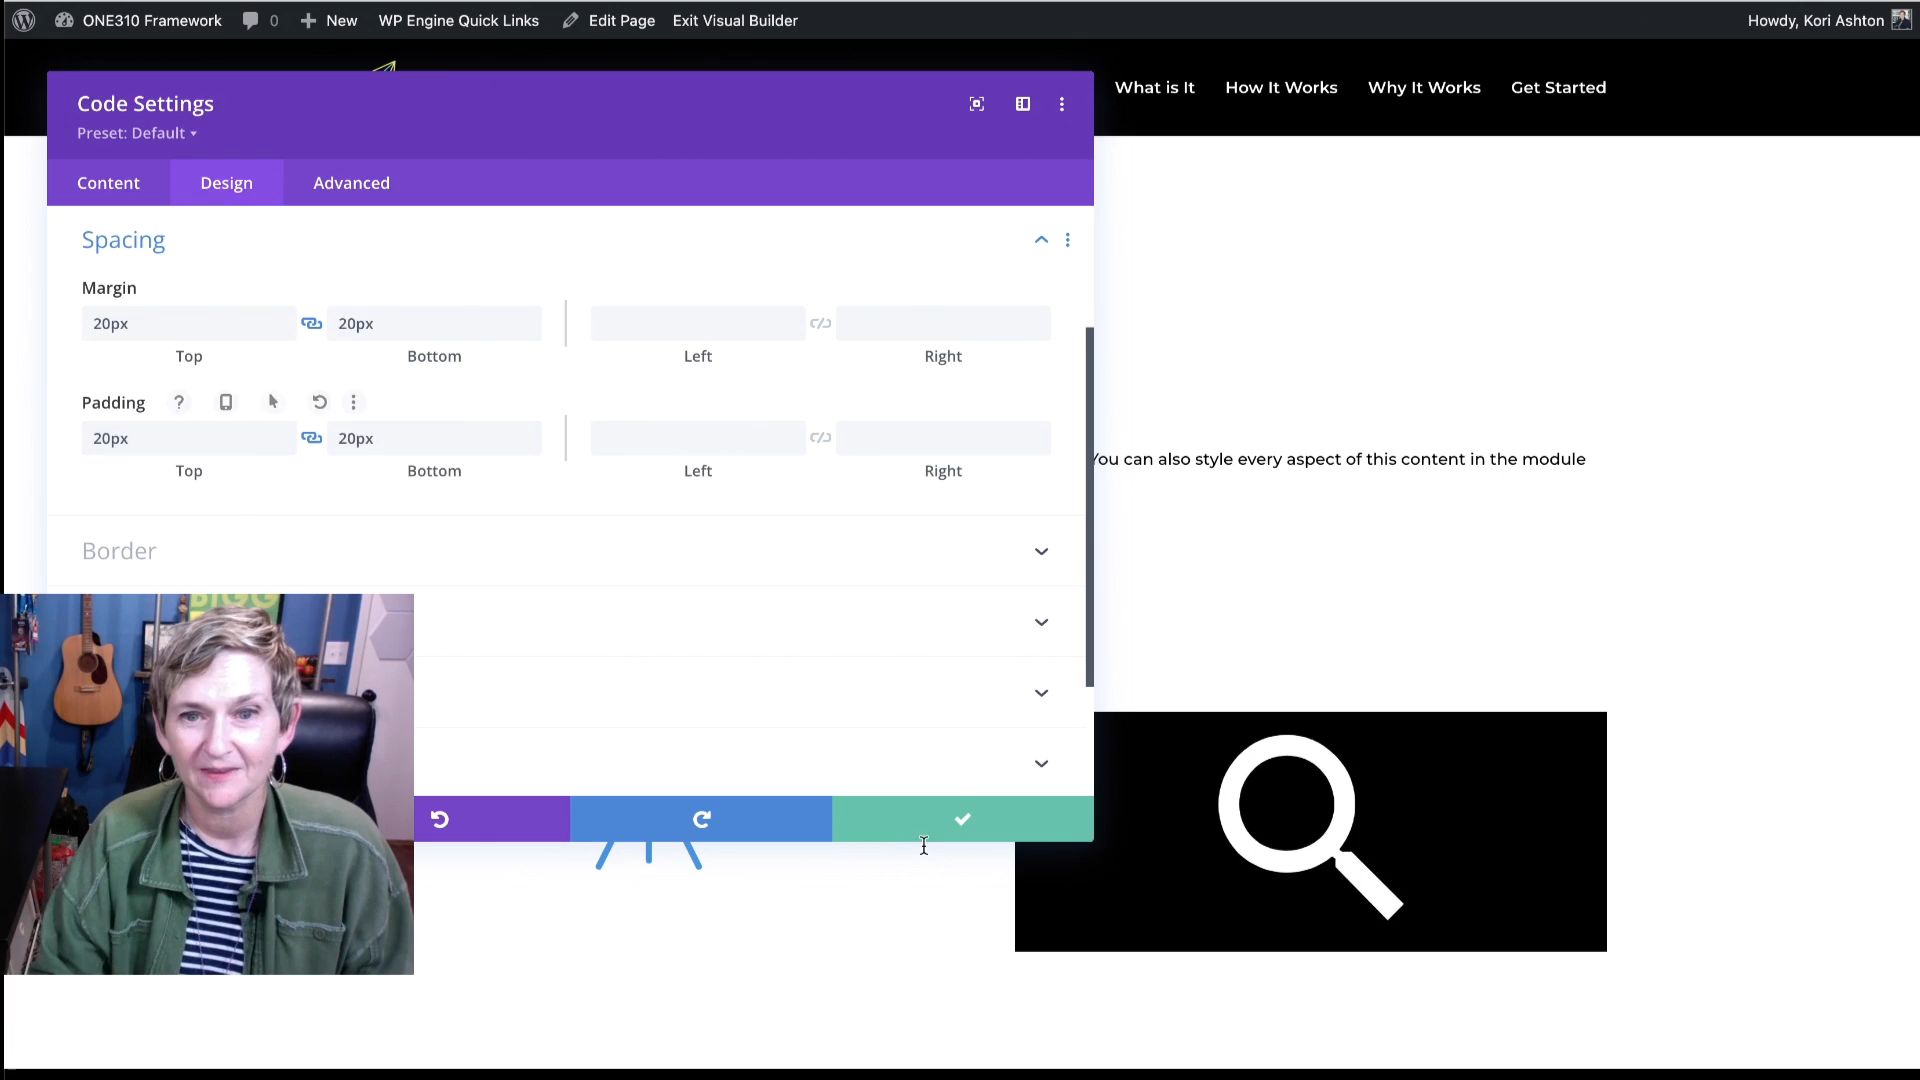 ONE310 Framework 0 New WP Engine Quick Links Edit Page Exit Visual Builder Howdy, Kori Ashton
What is It How It Works Why It Works Get Started
Code Settings
Preset: Default
Content Design Advanced
Spacing
Margin
20px 20px
Top Bottom Left Right
Padding ?
20px 20px
Top Bottom Left Right
You can also style every aspect of this content in the module
Border
BIGG